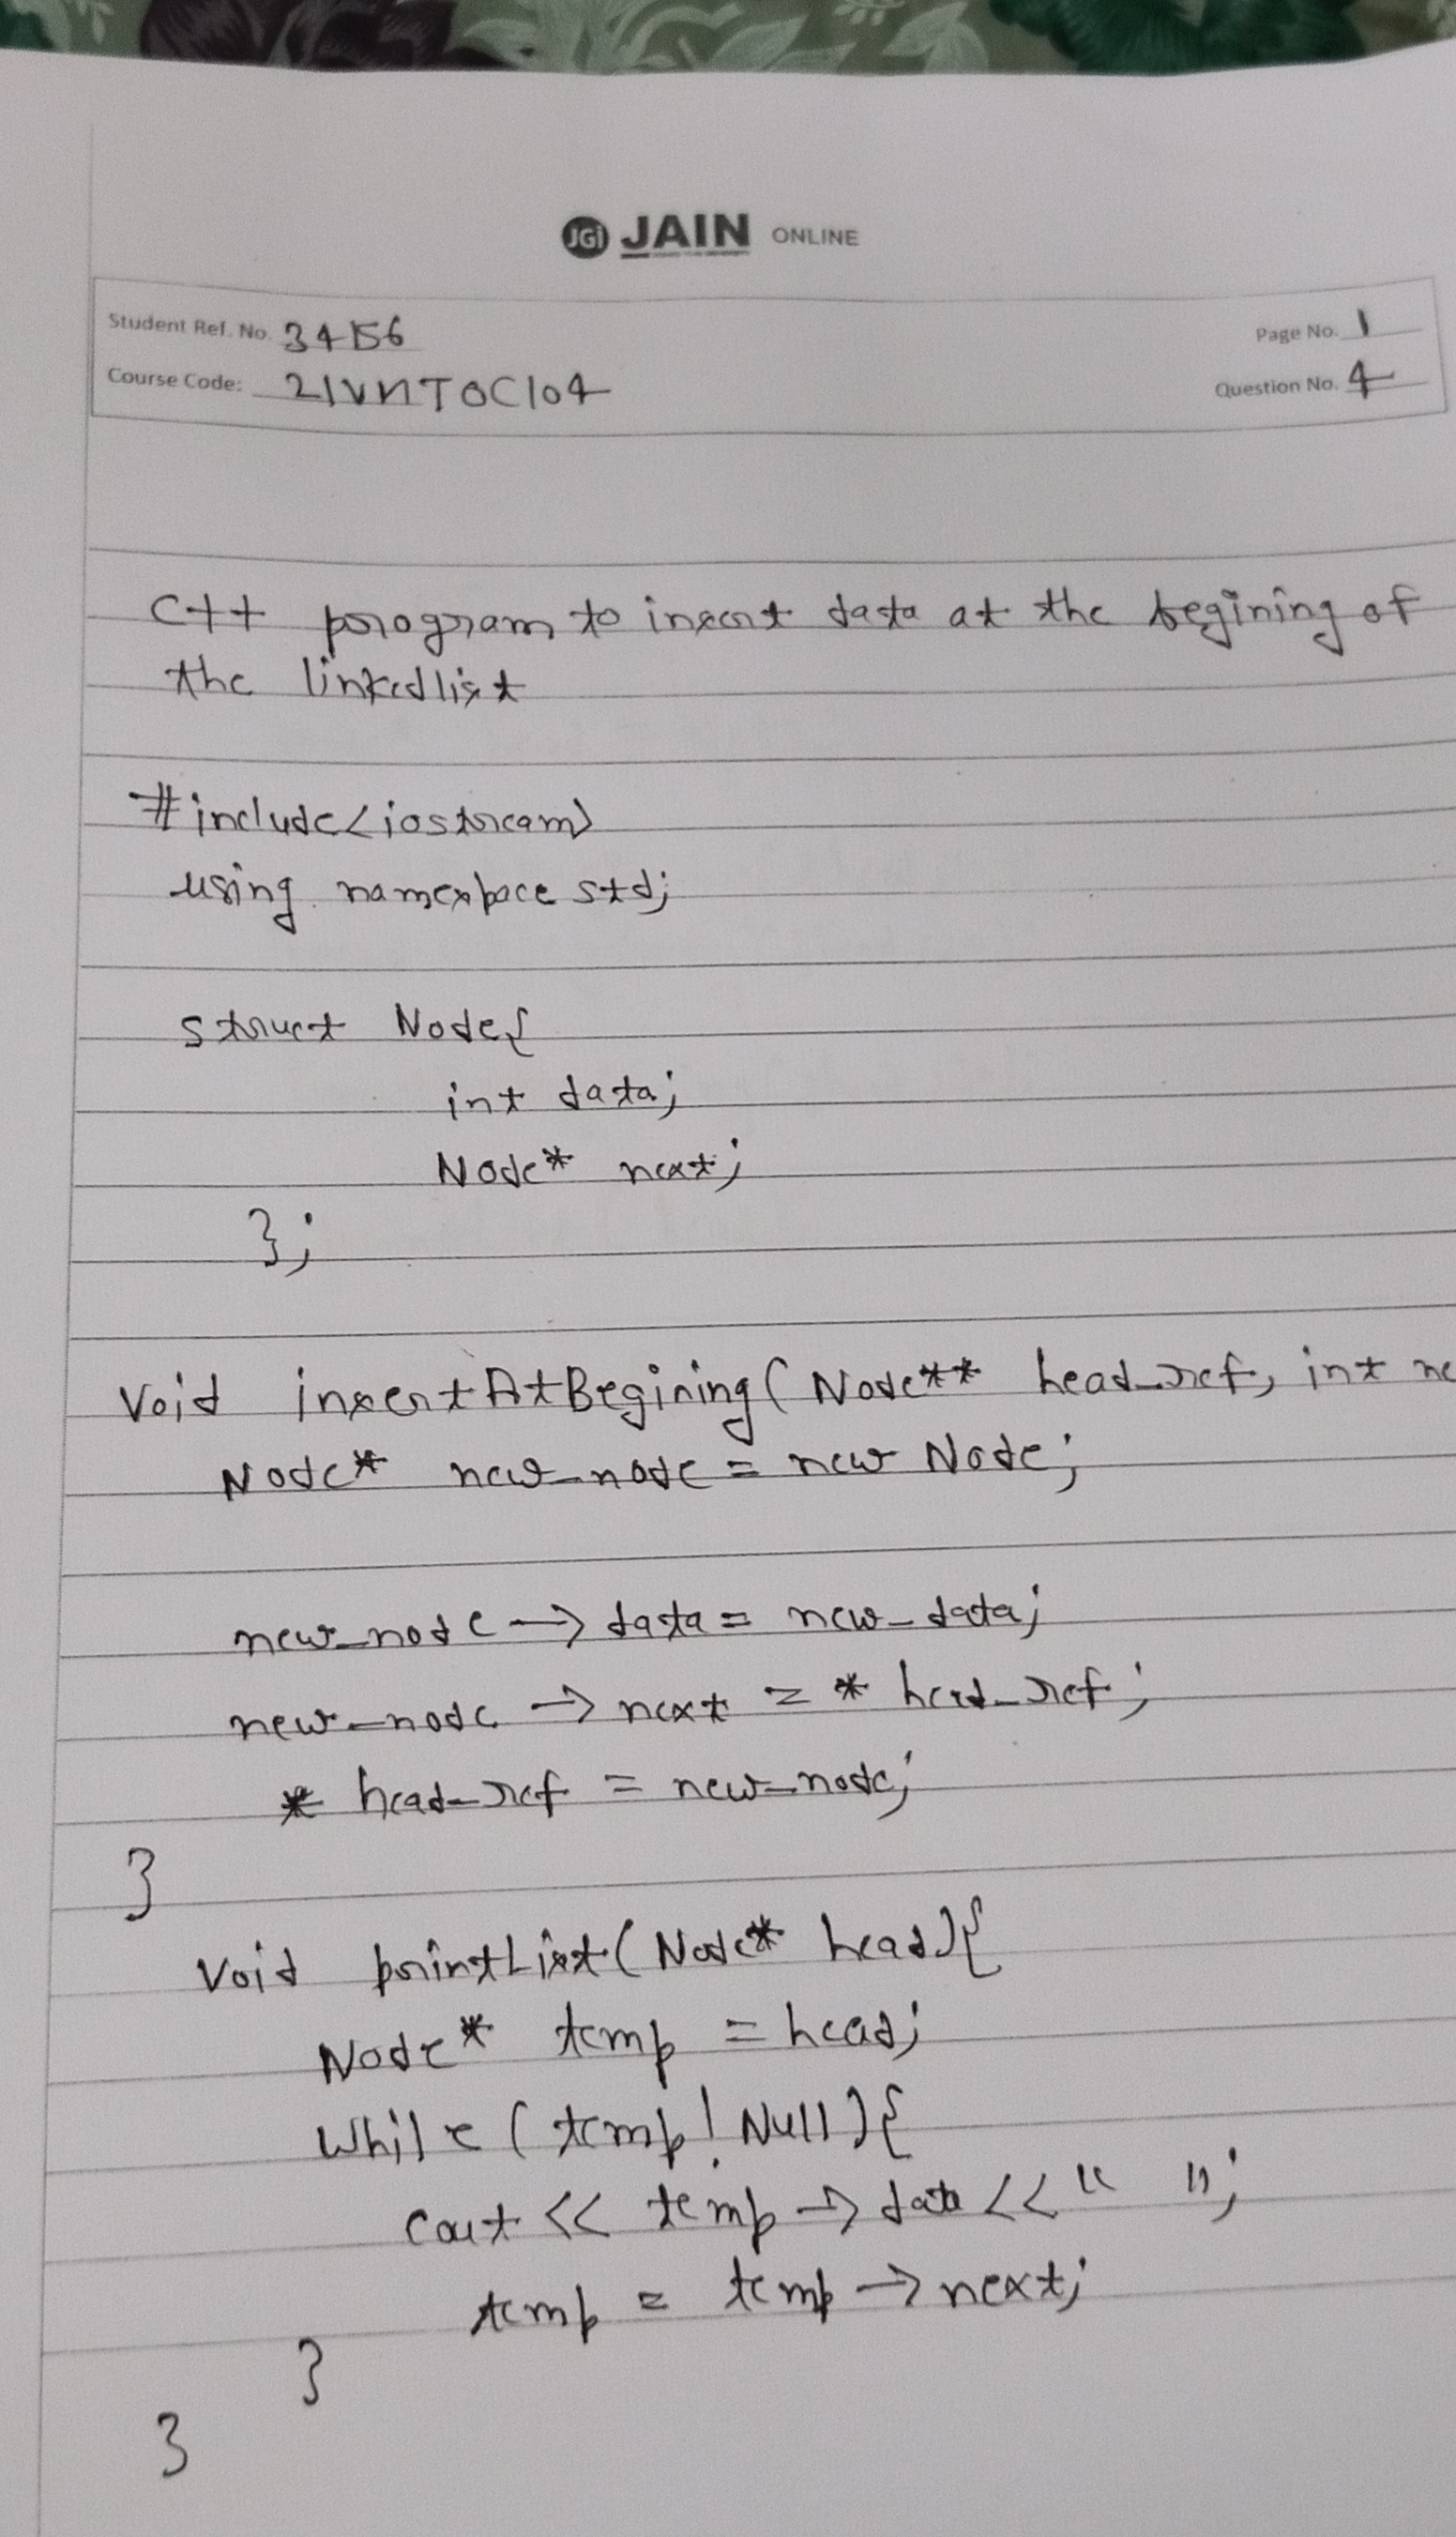 JGi JAIN ONLINE
Student Ref. No. 34156
Page No. 1
Course Code: 21VNTOC104
Question No. 4
C++ program to insert data at the begining of
the linkedlist
#include<iostream>
using namespace std;
struct Node{
int data;
Node* next;
};
Void insertAtBegining(Node** head_ref, int ne
Node* new_node = new Node;
new_node -> data = new_data;
new_node -> next = * head_ref;
* head_ref = new_node;
}
Void printList(Node* head){
Node* temp = head;
While (temp! Null){
Cout << temp -> data << " ";
temp = temp -> next;
}
}